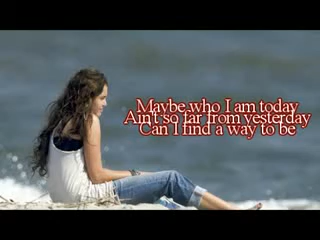 Maybe who I am today
Ain't so far from yesterday
Can I find a way to be